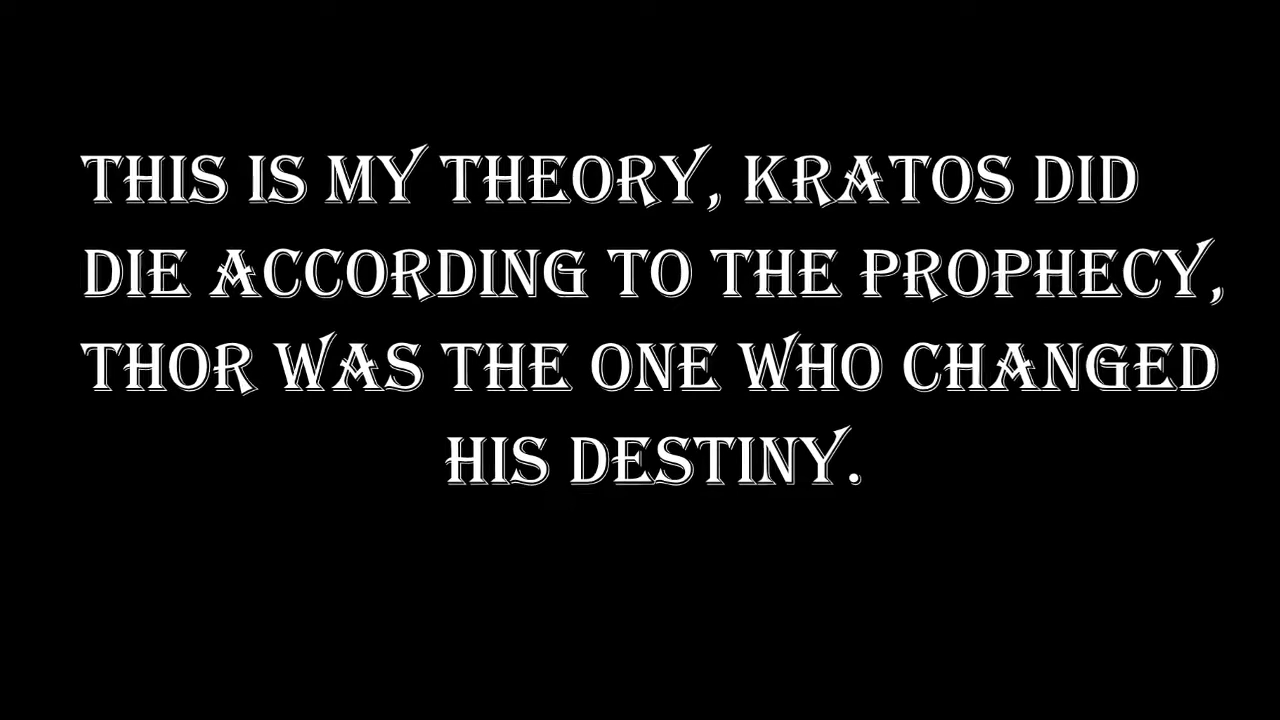 THIS IS MY THEORY, KRATOS DID
DIE ACCORDING TO THE PROPHECY,
THOR WAS THE ONE WHO CHANGED
HIS DESTINY.